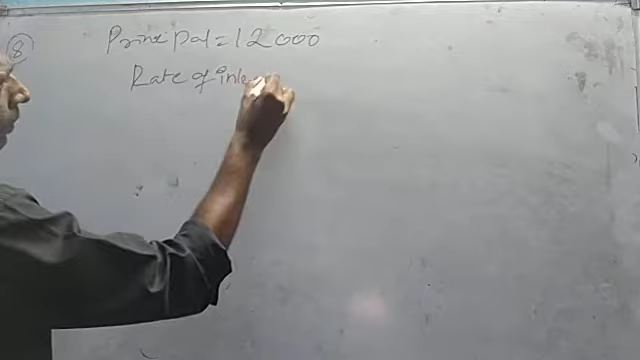 8
Principal = 12000
Rate of inte